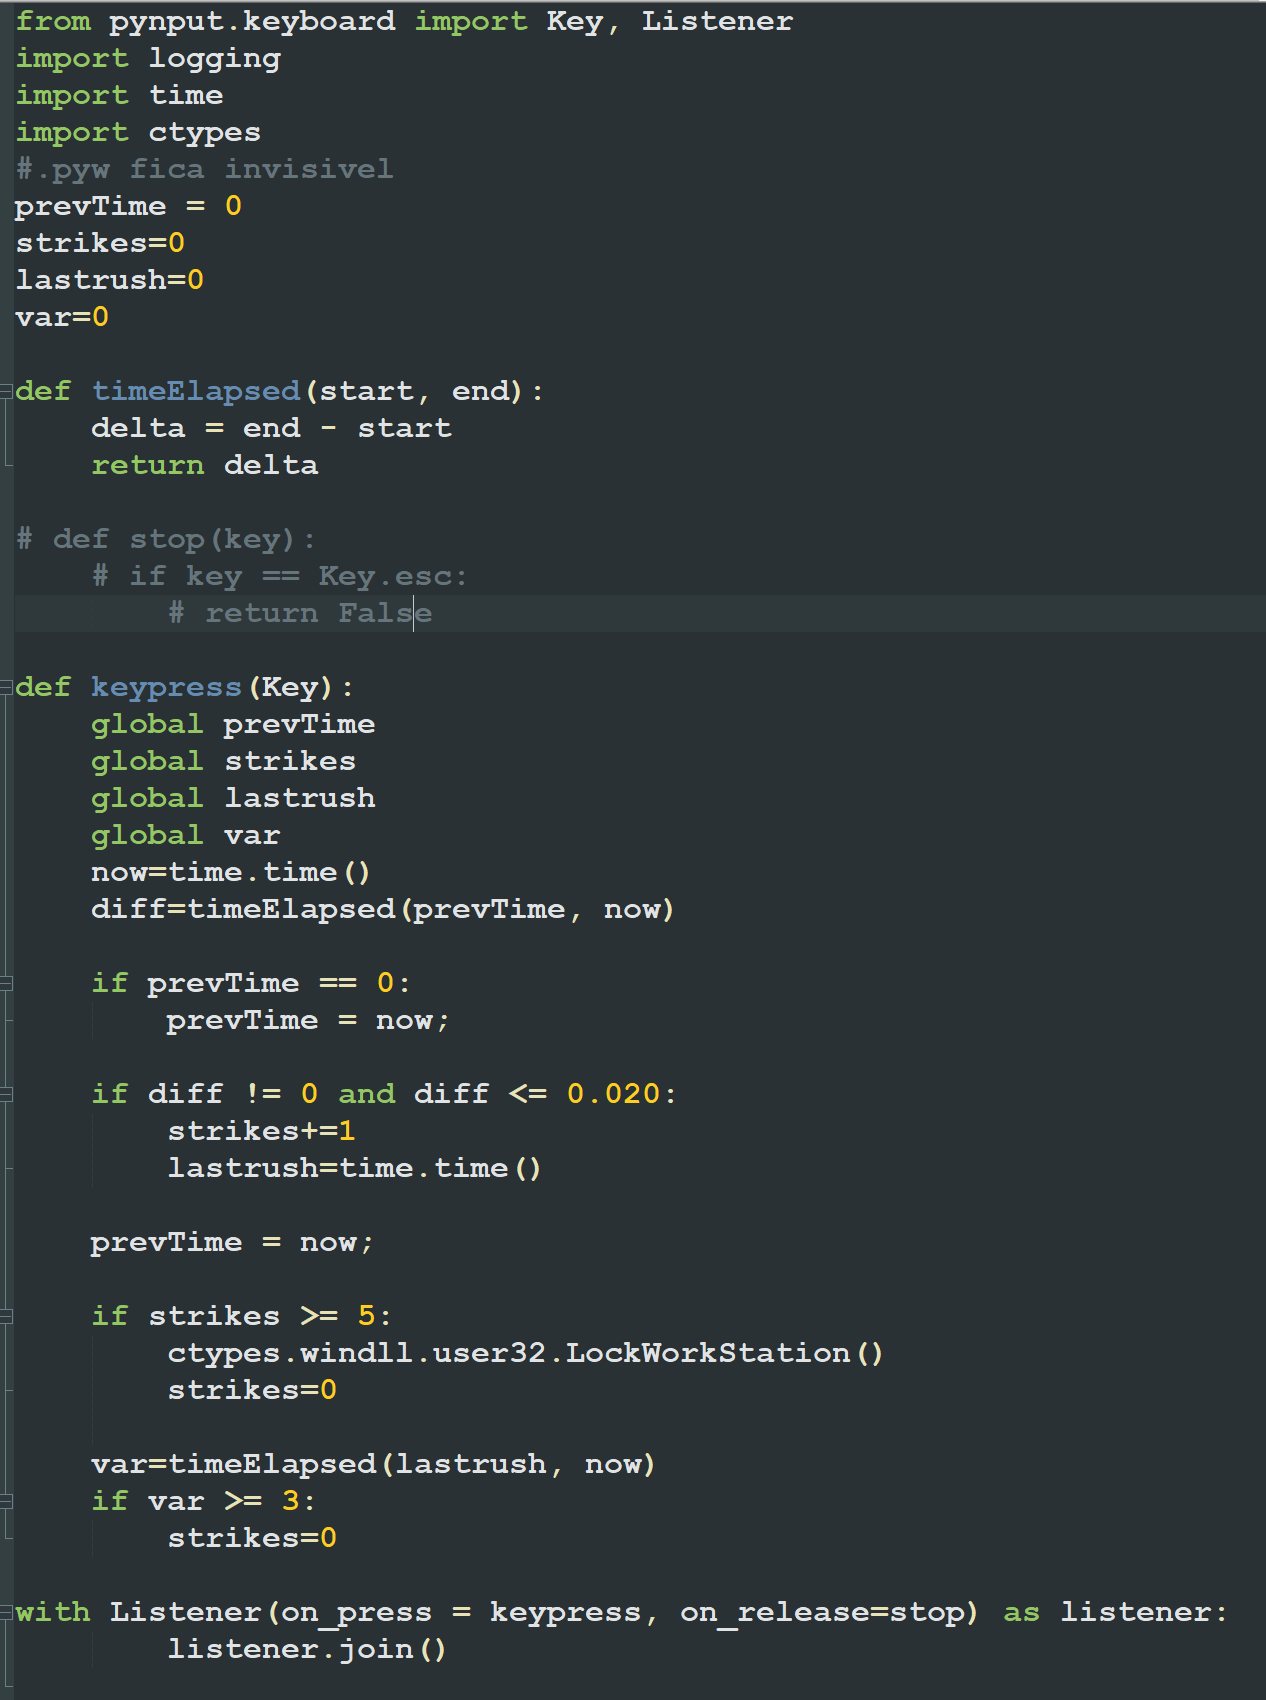 from pynput.keyboard import Key, Listener
import logging
import time
import ctypes
#.pyw fica invisivel
prevTime = 0
strikes=0
lastrush=0
var=0
def timeElapsed(start, end):
    delta = end - start
    return delta
# def stop(key):
    # if key == Key.esc:
        # return False
def keypress(Key):
    global prevTime
    global strikes
    global lastrush
    global var
    now=time.time()
    diff=timeElapsed(prevTime, now)
    if prevTime == 0:
        prevTime = now;
    if diff != 0 and diff <= 0.020:
        strikes+=1
        lastrush=time.time()
    prevTime = now;
    if strikes >= 5:
        ctypes.windll.user32.LockWorkStation()
        strikes=0
    var=timeElapsed(lastrush, now)
    if var >= 3:
        strikes=0
with Listener(on_press = keypress, on_release=stop) as listener:
        listener.join()